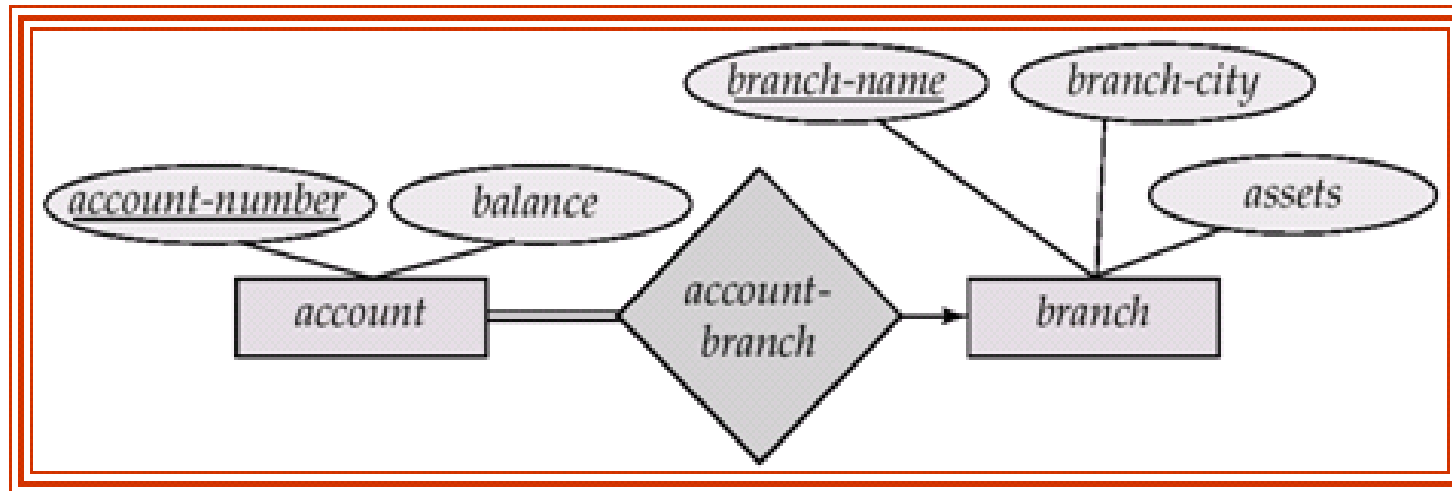 branch-name
branch-city
account-number
balance
assets
account
account-
branch
branch